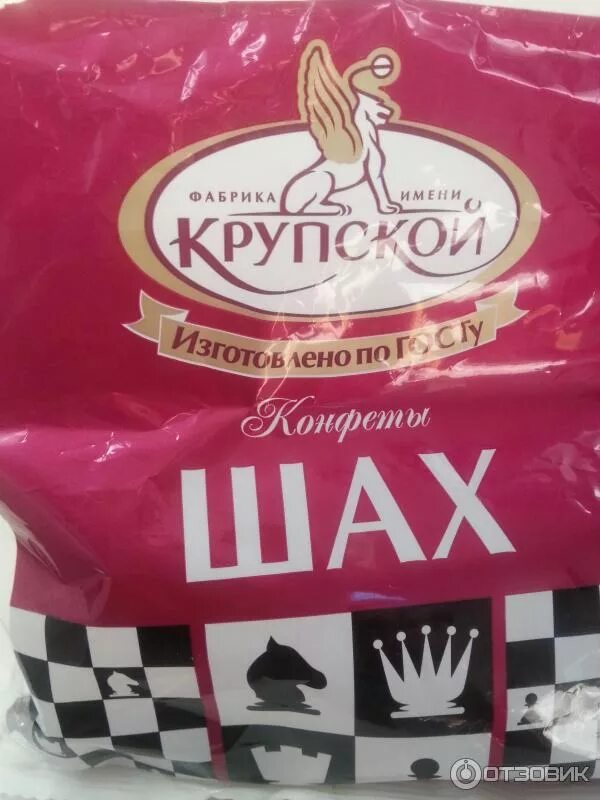 ФАБРИКА ИМЕНИ
КРУПСКОЙ
Изготовлено по ГОСТу
Конфеты
ШАХ
ОТЗОВИК